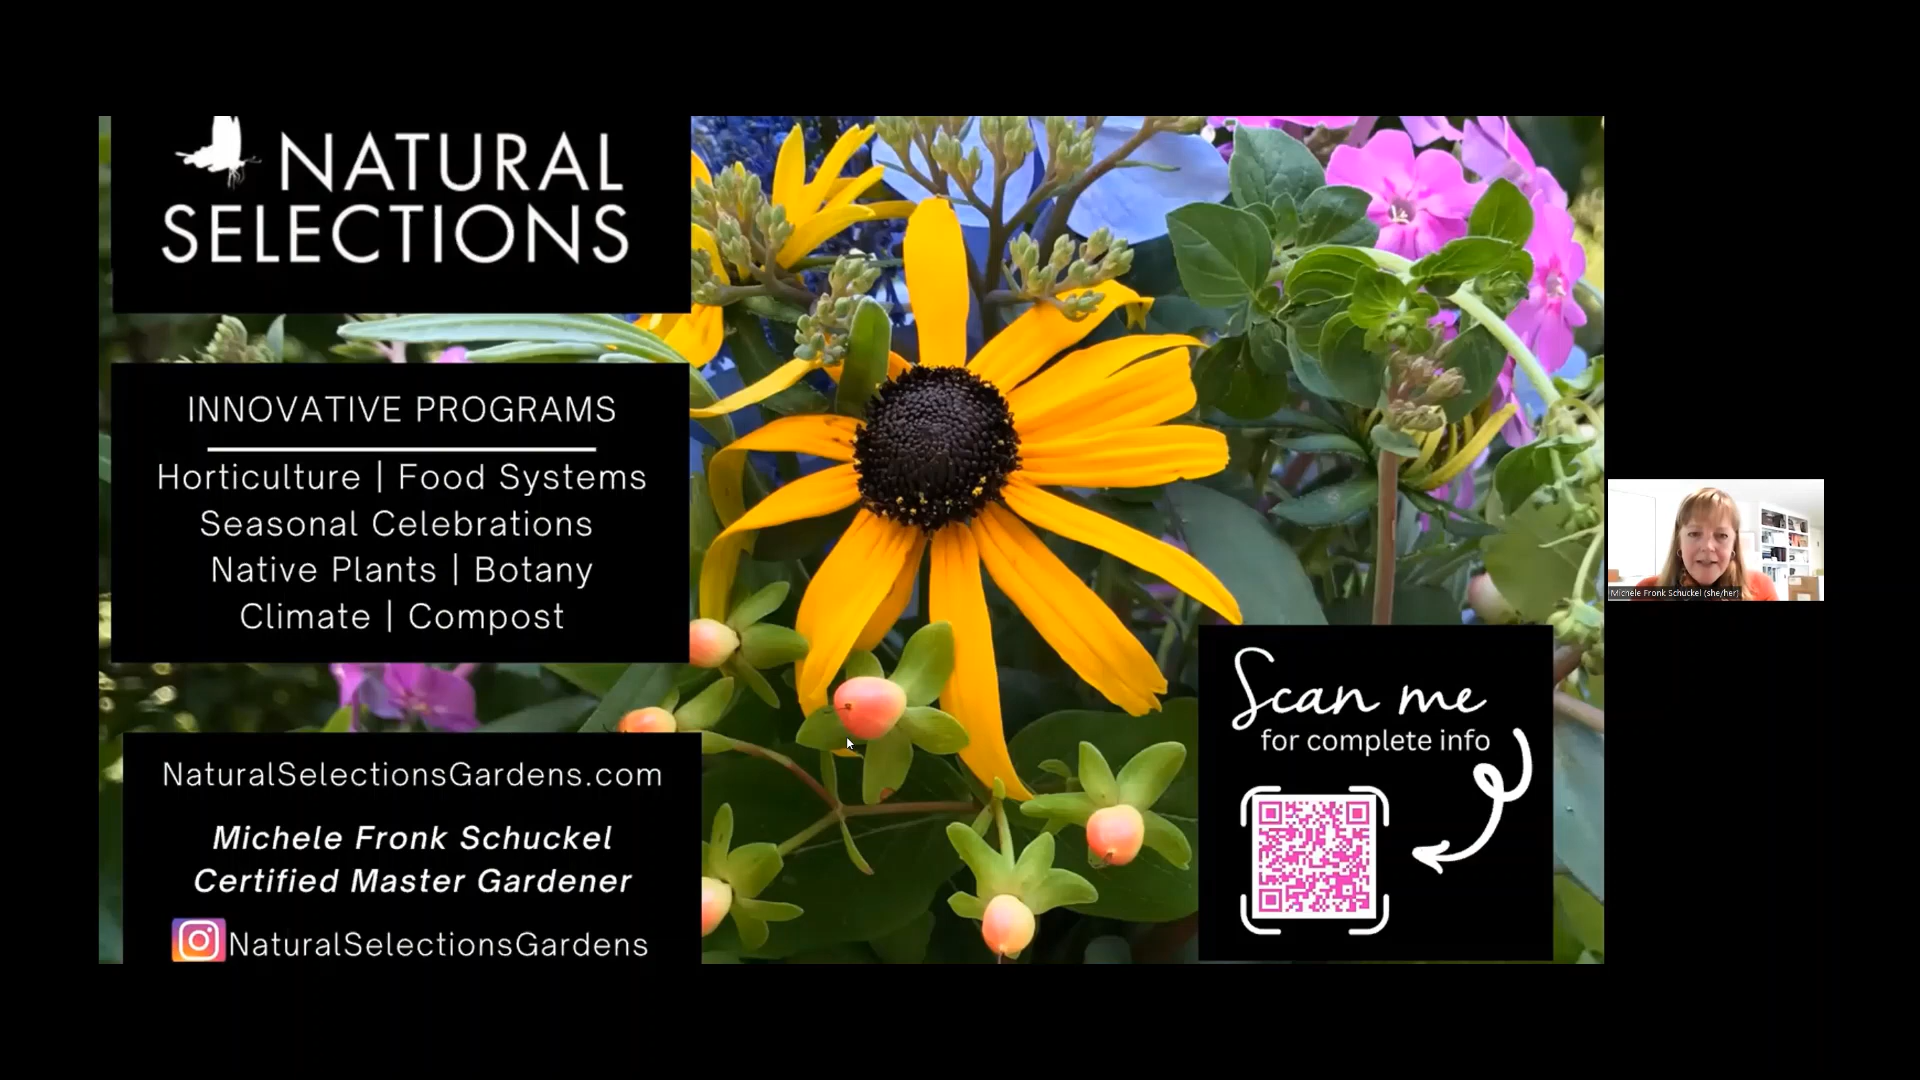 NATURAL
SELECTIONS
INNOVATIVE PROGRAMS
Horticulture | Food Systems
Seasonal Celebrations
Native Plants | Botany
Climate | Compost
NaturalSelectionsGardens.com
Michele Fronk Schuckel
Certified Master Gardener
NaturalSelectionsGardens
Scan me
for complete info
Michele Fronk Schuckel (she/her)